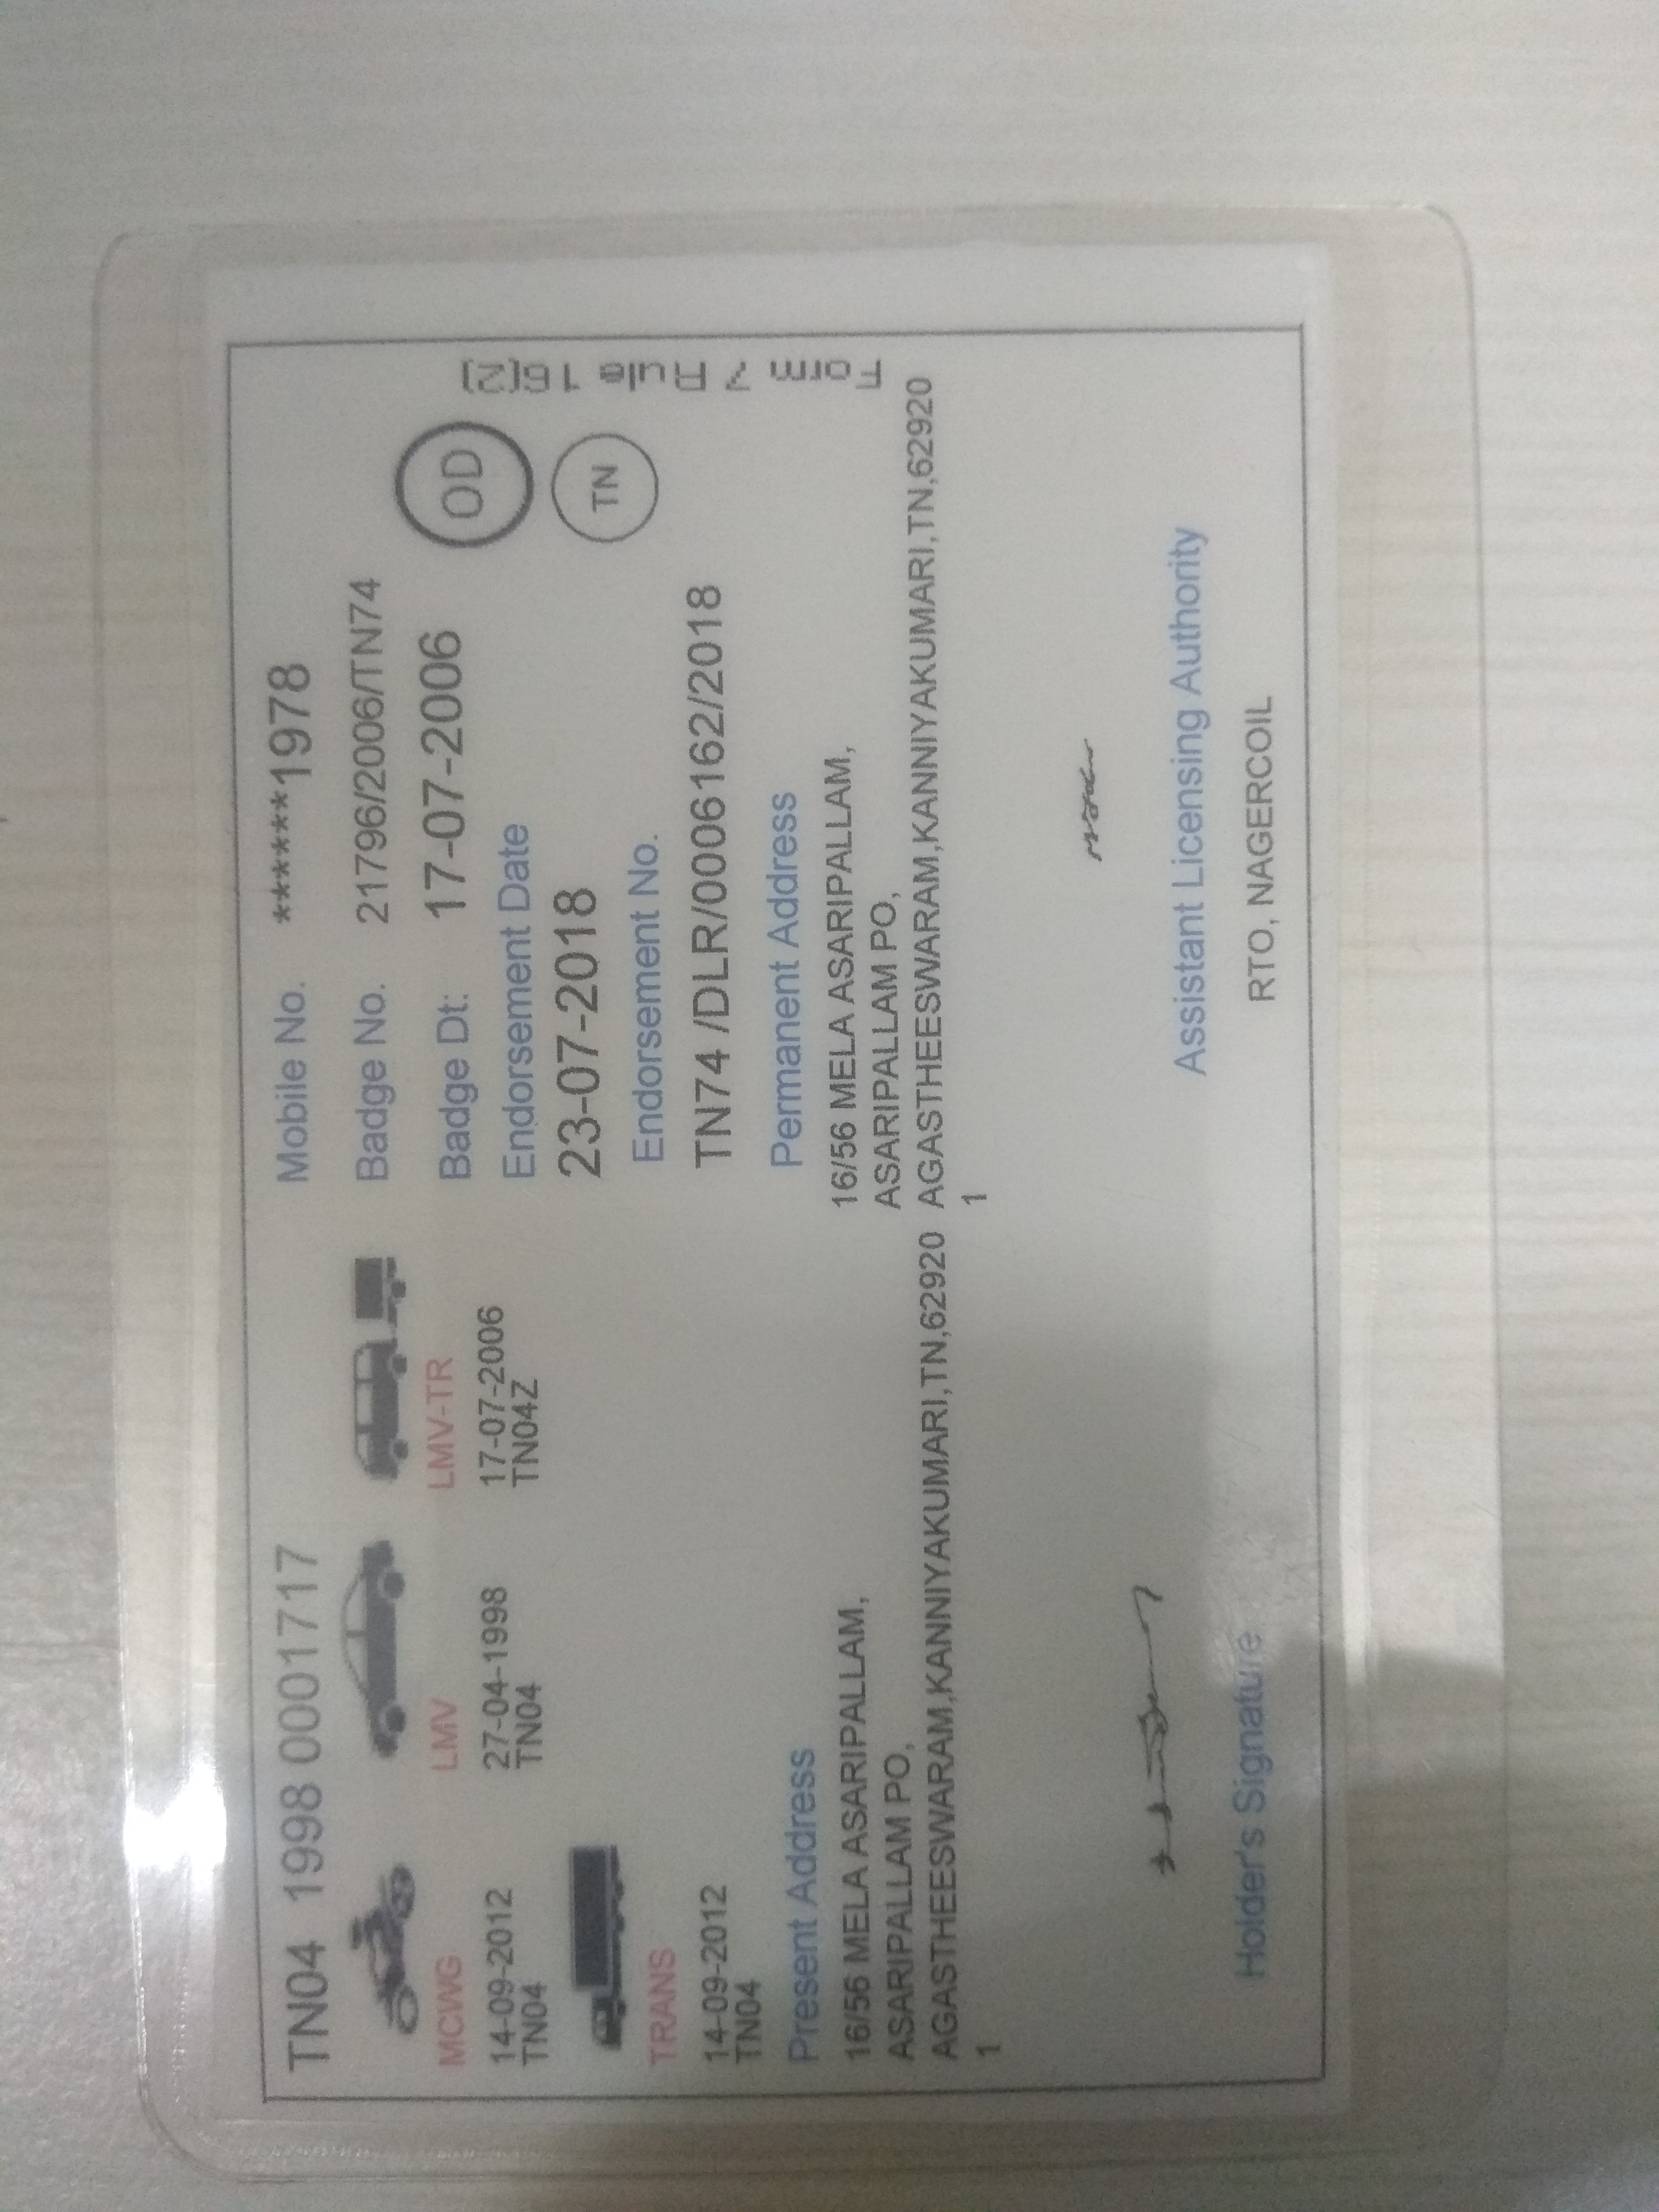 TN04 1998 0001717
MCWG
14-09-2012
TN04
LMV
27-04-1998
TN04
LMV-TR
17-07-2006
TN04Z
TRANS
14-09-2012
TN04
Mobile No. ******1978
Badge No. 21796/2006/TN74
Badge Dt: 17-07-2006
Endorsement Date
23-07-2018
Endorsement No.
TN74 /DLR/0006162/2018
OD
TN
Form 7 Rule 16(2)
Present Address
16/56 MELA ASARIPALLAM,
ASARIPALLAM PO,
AGASTHEESWARAM,KANNIYAKUMARI,TN,62920
1
Permanent Address
16/56 MELA ASARIPALLAM,
ASARIPALLAM PO,
AGASTHEESWARAM,KANNIYAKUMARI,TN,62920
1
Holder's Signature
Assistant Licensing Authority
RTO, NAGERCOIL